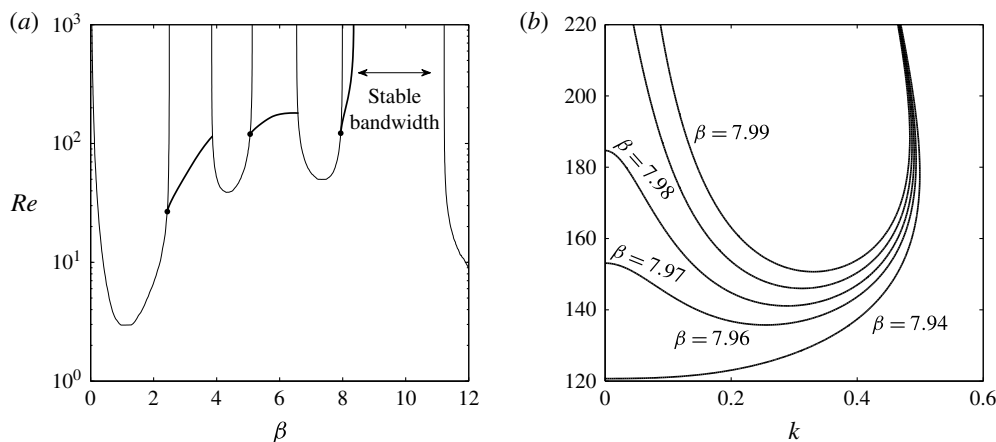 (a)
10³
10²
Re
10¹
10⁰
0
2
4
6
8
10
12
β
Stable
bandwidth
(b)
220
200
180
160
140
120
0
0.2
0.4
0.6
k
β = 7.99
β = 7.98
β = 7.97
β = 7.96
β = 7.94